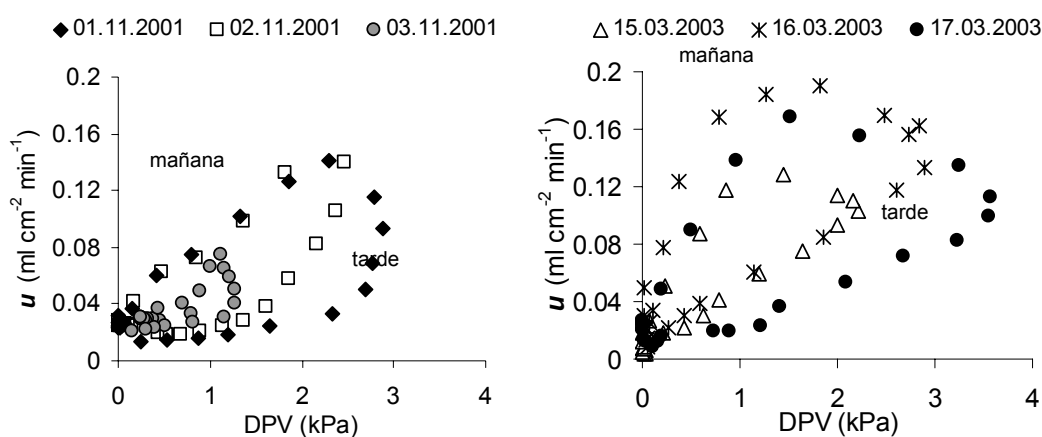 01.11.2001 02.11.2001 03.11.2001
0.2
0.16
0.12
0.08
0.04
0
u (ml cm-2 min-1)
mañana
tarde
0 1 2 3 4
DPV (kPa)
15.03.2003 16.03.2003 17.03.2003
mañana
0.2
0.16
0.12
0.08
0.04
0
u (ml cm-2 min-1)
tarde
0 1 2 3 4
DPV (kPa)